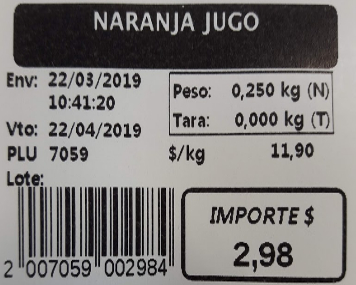 NARANJA JUGO
Env: 22/03/2019
10:41:20
Vto: 22/04/2019
PLU 7059
Lote:
Peso: 0,250 kg (N)
Tara: 0,000 kg (T)
$/kg 11,90
IMPORTE $
2,98
2 007059 002984